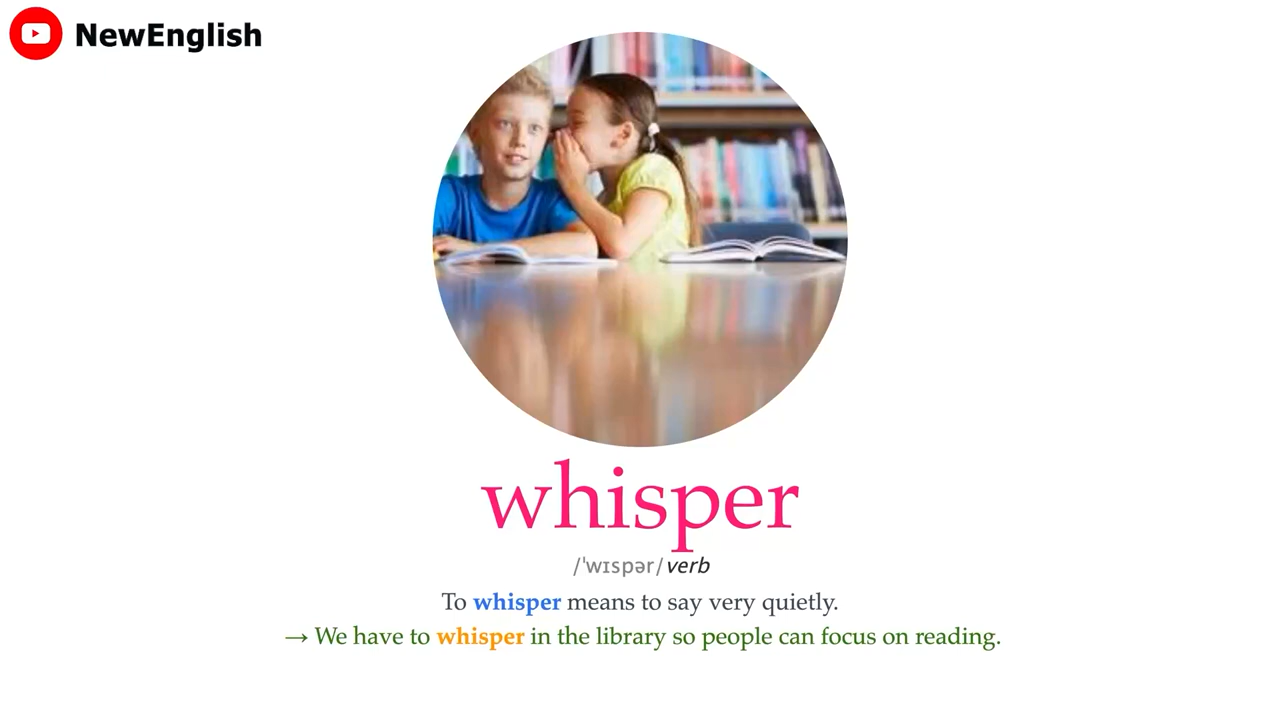 NewEnglish
whisper
/ˈwɪspər/ verb
To whisper means to say very quietly.
→ We have to whisper in the library so people can focus on reading.